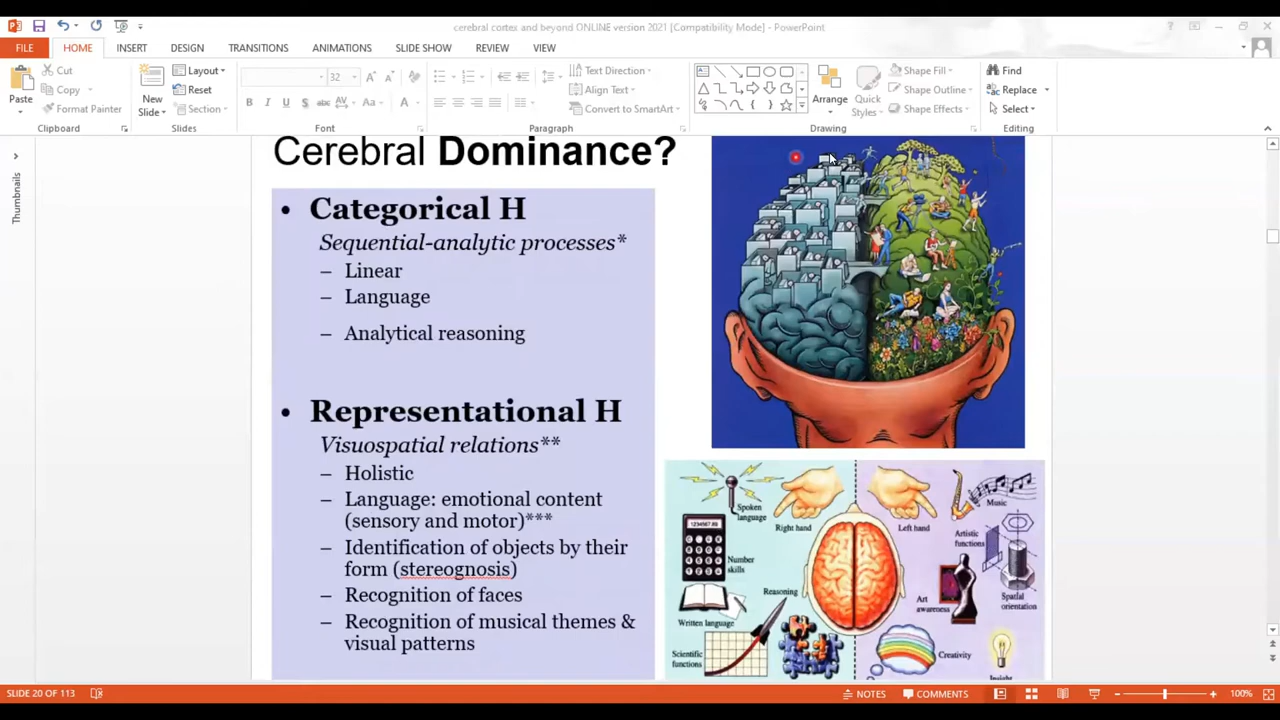 cerebral cortex and beyond ONLINE version 2021 [Compatibility Mode] - PowerPoint
FILE HOME INSERT DESIGN TRANSITIONS ANIMATIONS SLIDE SHOW REVIEW VIEW
Paste
Cut
Copy
Format Painter
Clipboard
New
Slide
Layout
Reset
Section
Slides
32
B I U S abc AV Aa A
Font
Text Direction
Align Text
Convert to SmartArt
Paragraph
Arrange
Quick
Styles
Shape Fill
Shape Outline
Shape Effects
Drawing
Find
Replace
Select
Editing
Thumbnails
Cerebral Dominance?
• Categorical H
Sequential-analytic processes*
– Linear
– Language
– Analytical reasoning
• Representational H
Visuospatial relations**
– Holistic
– Language: emotional content
(sensory and motor)***
– Identification of objects by their
form (stereognosis)
– Recognition of faces
– Recognition of musical themes &
visual patterns
Spoken
language
Right hand
Left hand
Music
1234567.89
Number
skills
Artistic
functions
Reasoning
Written language
Art
awareness
Spatial
orientation
Scientific
functions
Creativity
Insight
SLIDE 20 OF 113
NOTES
COMMENTS
100%